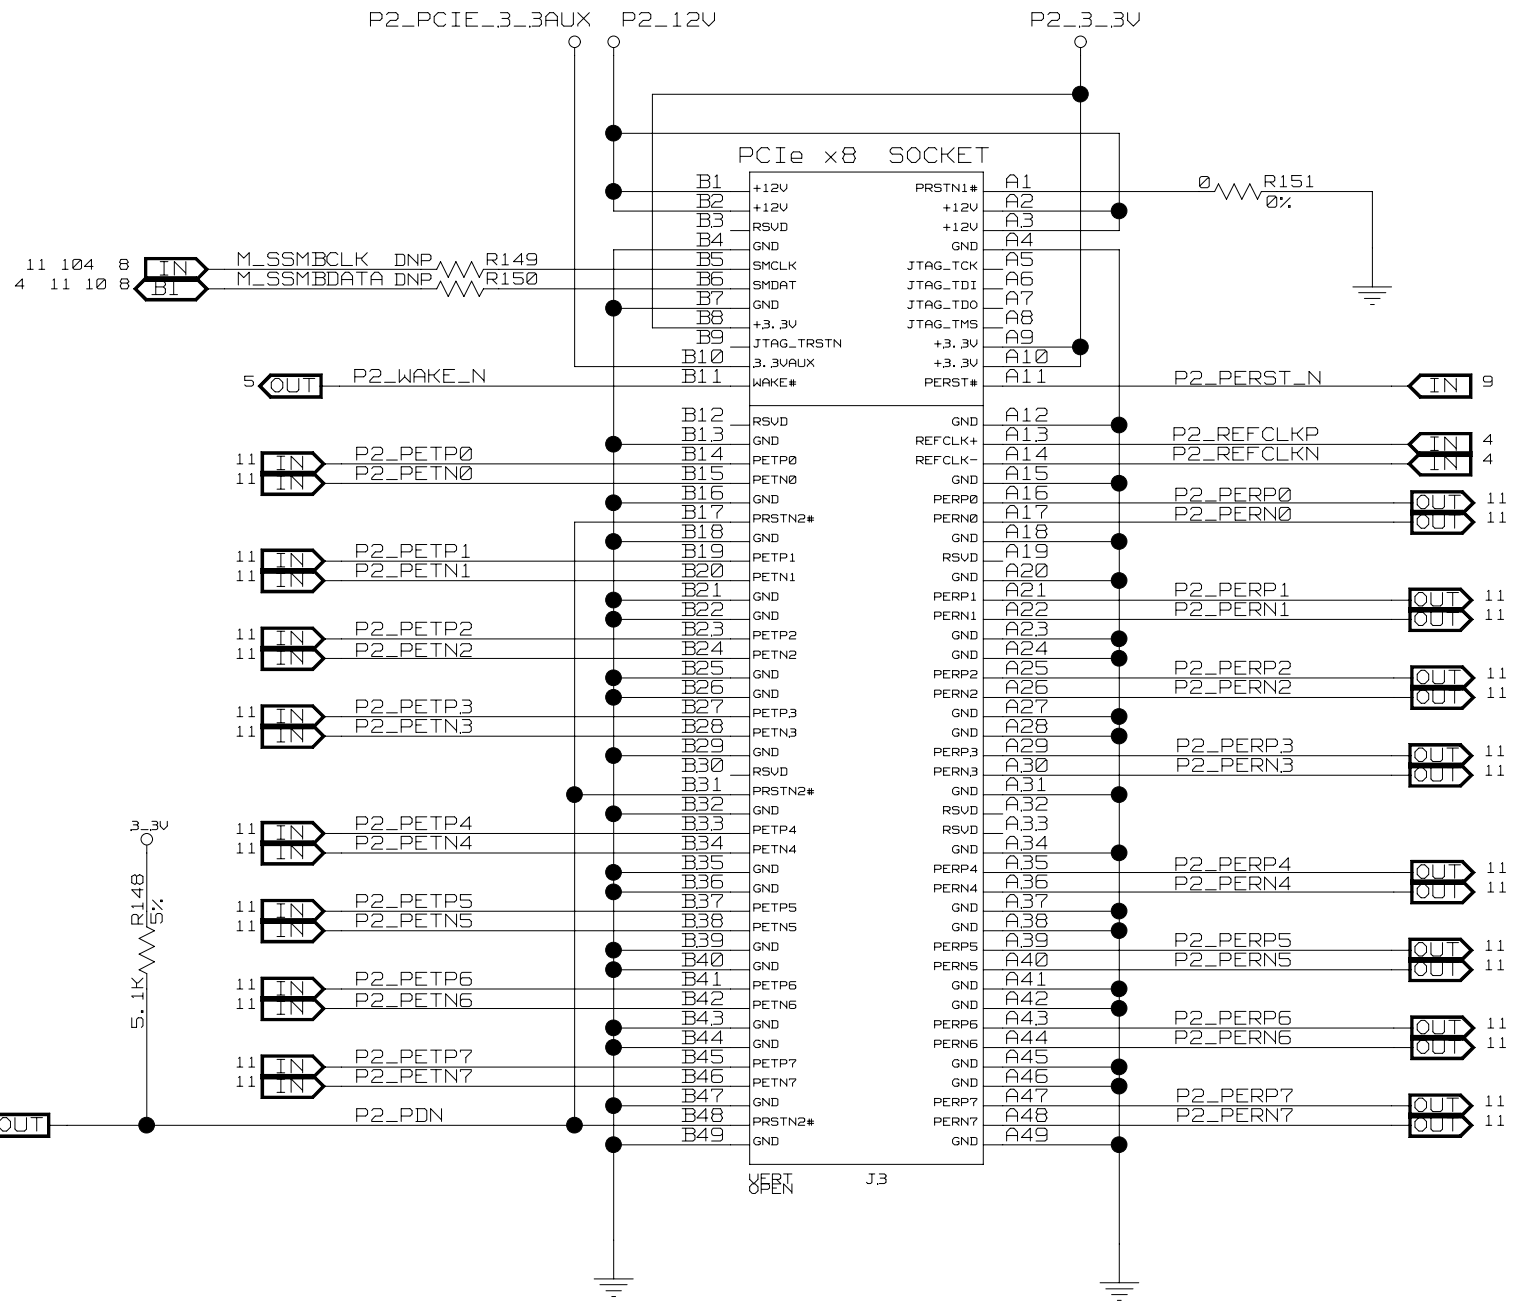 P2_PCIE_3_3AUX P2_12V P2_3_3V
PCIe x8 SOCKET
B1 +12V PRSTN1# A1 0 R151
0%
B2 +12V +12V A2
B3 RSVD +12V A3
B4 GND GND A4
11 104 8 IN M_SSMBCLK DNP R149 B5 SMCLK JTAG_TCK A5
4 11 10 8 BI M_SSMBDATA DNP R150 B6 SMDAT JTAG_TDI A6
B7 GND JTAG_TDO A7
B8 +3.3V JTAG_TMS A8
B9 JTAG_TRSTN +3.3V A9
B10 3.3VAUX +3.3V A10
5 OUT P2_WAKE_N B11 WAKE# PERST# A11 P2_PERST_N IN 9
B12 RSVD GND A12
B13 GND REFCLK+ A13 P2_REFCLKP IN 4
11 IN P2_PETP0 B14 PETP0 REFCLK- A14 P2_REFCLKN IN 4
11 IN P2_PETN0 B15 PETN0 GND A15
B16 GND PERP0 A16 P2_PERP0 OUT 11
B17 PRSTN2# PERN0 A17 P2_PERN0 OUT 11
B18 GND GND A18
11 IN P2_PETP1 B19 PETP1 RSVD A19
11 IN P2_PETN1 B20 PETN1 GND A20
B21 GND PERP1 A21 P2_PERP1 OUT 11
B22 GND PERN1 A22 P2_PERN1 OUT 11
11 IN P2_PETP2 B23 PETP2 GND A23
11 IN P2_PETN2 B24 PETN2 GND A24
B25 GND PERP2 A25 P2_PERP2 OUT 11
B26 GND PERN2 A26 P2_PERN2 OUT 11
11 IN P2_PETP3 B27 PETP3 GND A27
11 IN P2_PETN3 B28 PETN3 GND A28
B29 GND PERP3 A29 P2_PERP3 OUT 11
B30 RSVD PERN3 A30 P2_PERN3 OUT 11
B31 PRSTN2# GND A31
B32 GND RSVD A32
3_3V
11 IN P2_PETP4 B33 PETP4 RSVD A33
11 IN P2_PETN4 B34 PETN4 GND A34
B35 GND PERP4 A35 P2_PERP4 OUT 11
B36 GND PERN4 A36 P2_PERN4 OUT 11
R148
5%
5.1K
11 IN P2_PETP5 B37 PETP5 GND A37
11 IN P2_PETN5 B38 PETN5 GND A38
B39 GND PERP5 A39 P2_PERP5 OUT 11
B40 GND PERN5 A40 P2_PERN5 OUT 11
11 IN P2_PETP6 B41 PETP6 GND A41
11 IN P2_PETN6 B42 PETN6 GND A42
B43 GND PERP6 A43 P2_PERP6 OUT 11
B44 GND PERN6 A44 P2_PERN6 OUT 11
11 IN P2_PETP7 B45 PETP7 GND A45
11 IN P2_PETN7 B46 PETN7 GND A46
B47 GND PERP7 A47 P2_PERP7 OUT 11
OUT P2_PDN B48 PRSTN2# PERN7 A48 P2_PERN7 OUT 11
B49 GND GND A49
VERT J3
OPEN